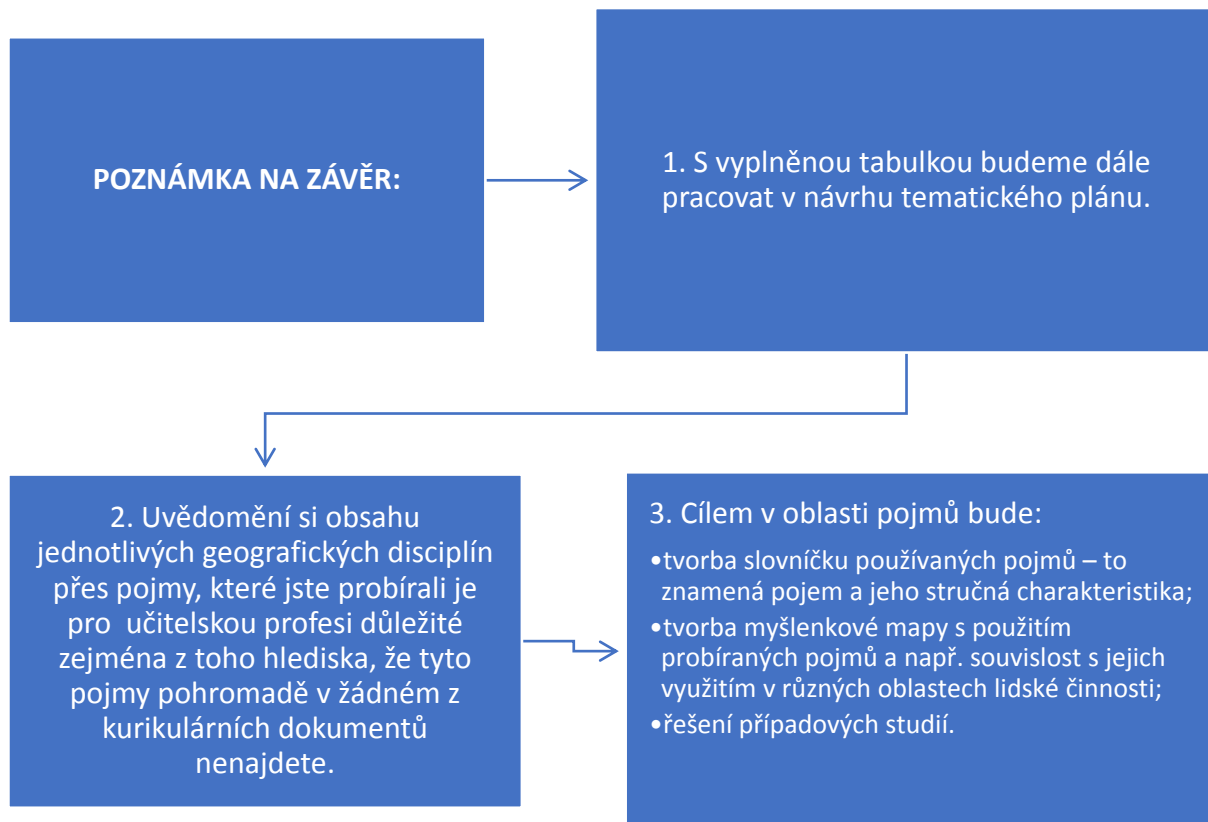 POZNÁMKA NA ZÁVĚR:
1. S vyplněnou tabulkou budeme dále
pracovat v návrhu tematického plánu.
2. Uvědomění si obsahu
jednotlivých geografických disciplín
přes pojmy, které jste probírali je
pro  učitelskou profesi důležité
zejména z toho hlediska, že tyto
pojmy pohromadě v žádném z
kurikulárních dokumentů
nenajdete.
3. Cílem v oblasti pojmů bude:
•tvorba slovníčku používaných pojmů – to
znamená pojem a jeho stručná charakteristika;
•tvorba myšlenkové mapy s použitím
probíraných pojmů a např. souvislost s jejich
využitím v různých oblastech lidské činnosti;
•řešení případových studií.